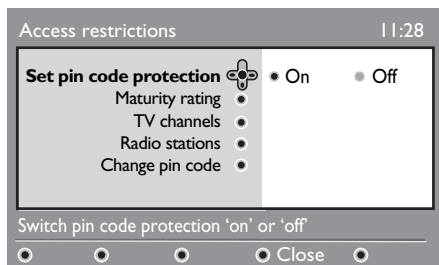 Access restrictions 11:28
Set pin code protection On Off
Maturity rating
TV channels
Radio stations
Change pin code
Switch pin code protection ‘on’ or ‘off’
Close